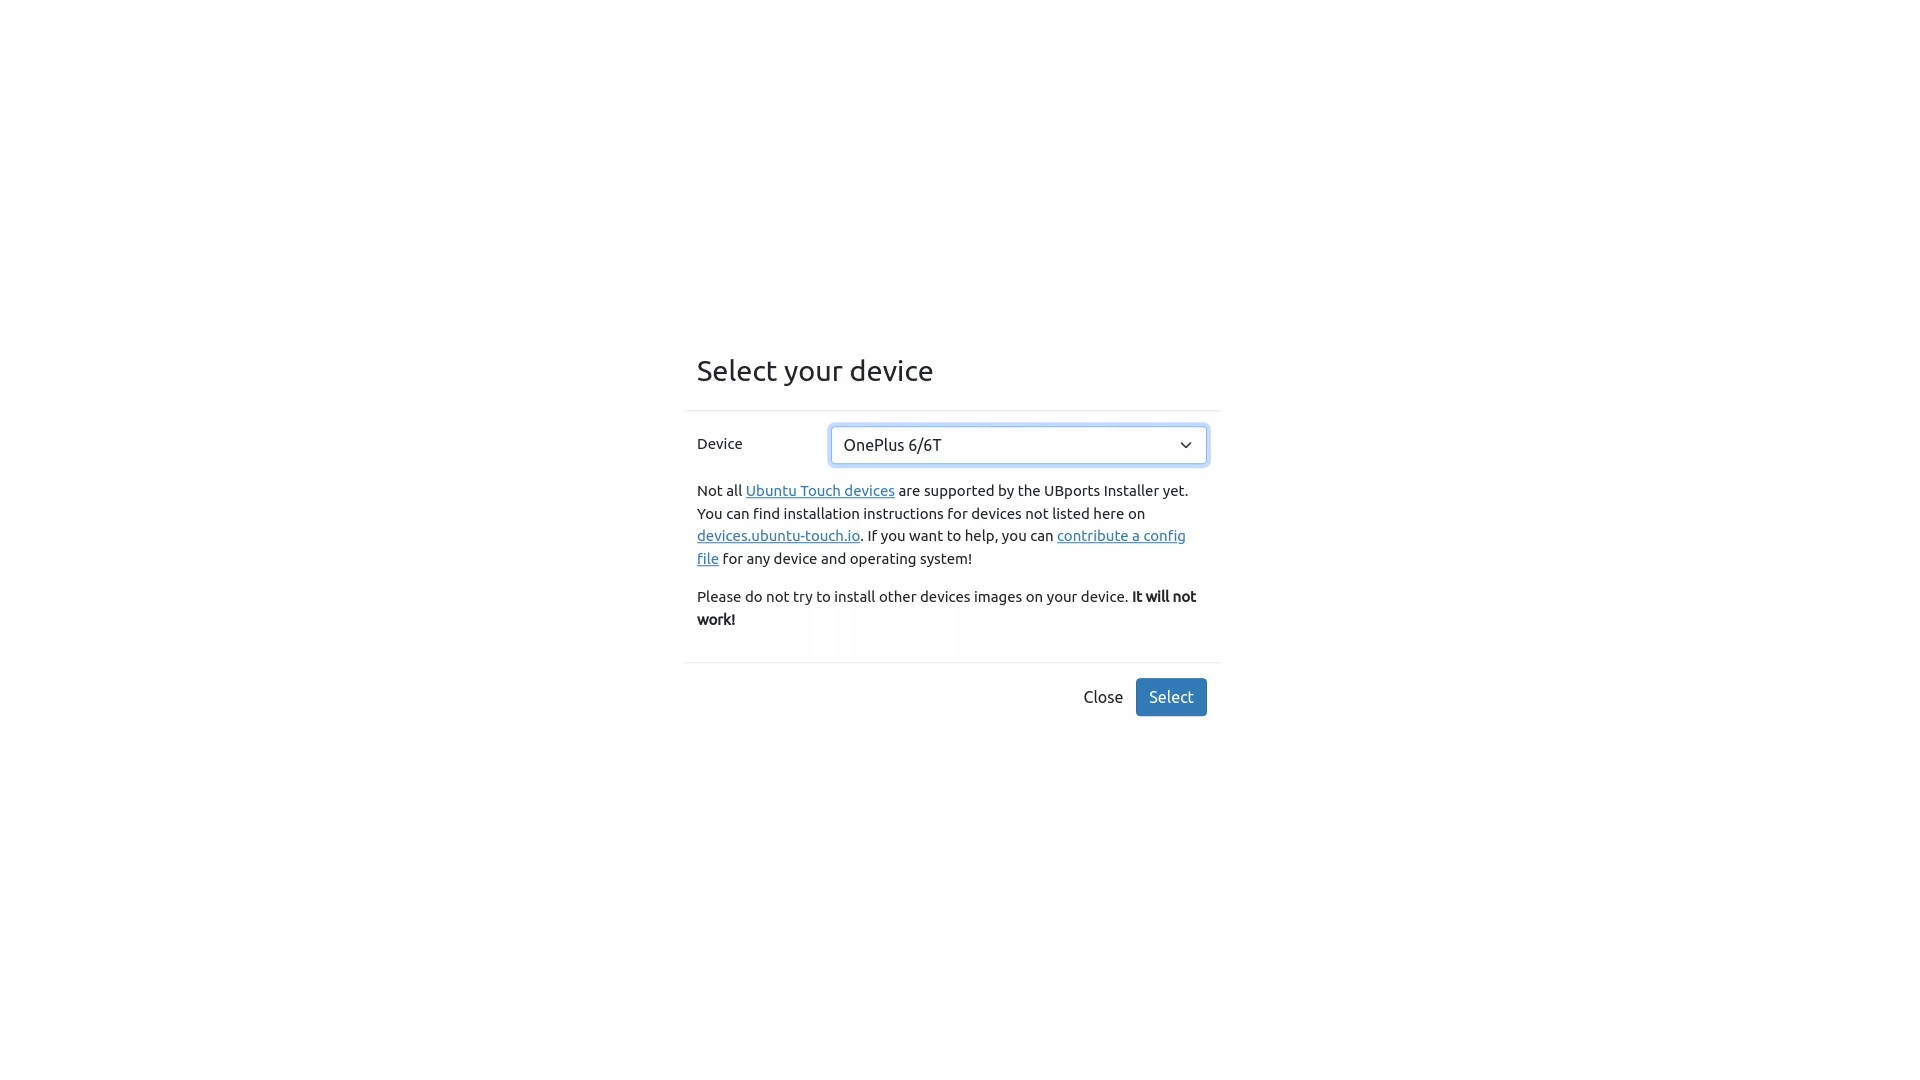 Select your device
Device
OnePlus 6/6T
Not all Ubuntu Touch devices are supported by the UBports Installer yet.
You can find installation instructions for devices not listed here on
devices.ubuntu-touch.io. If you want to help, you can contribute a config
file for any device and operating system!
Please do not try to install other devices images on your device. It will not
work!
Close
Select